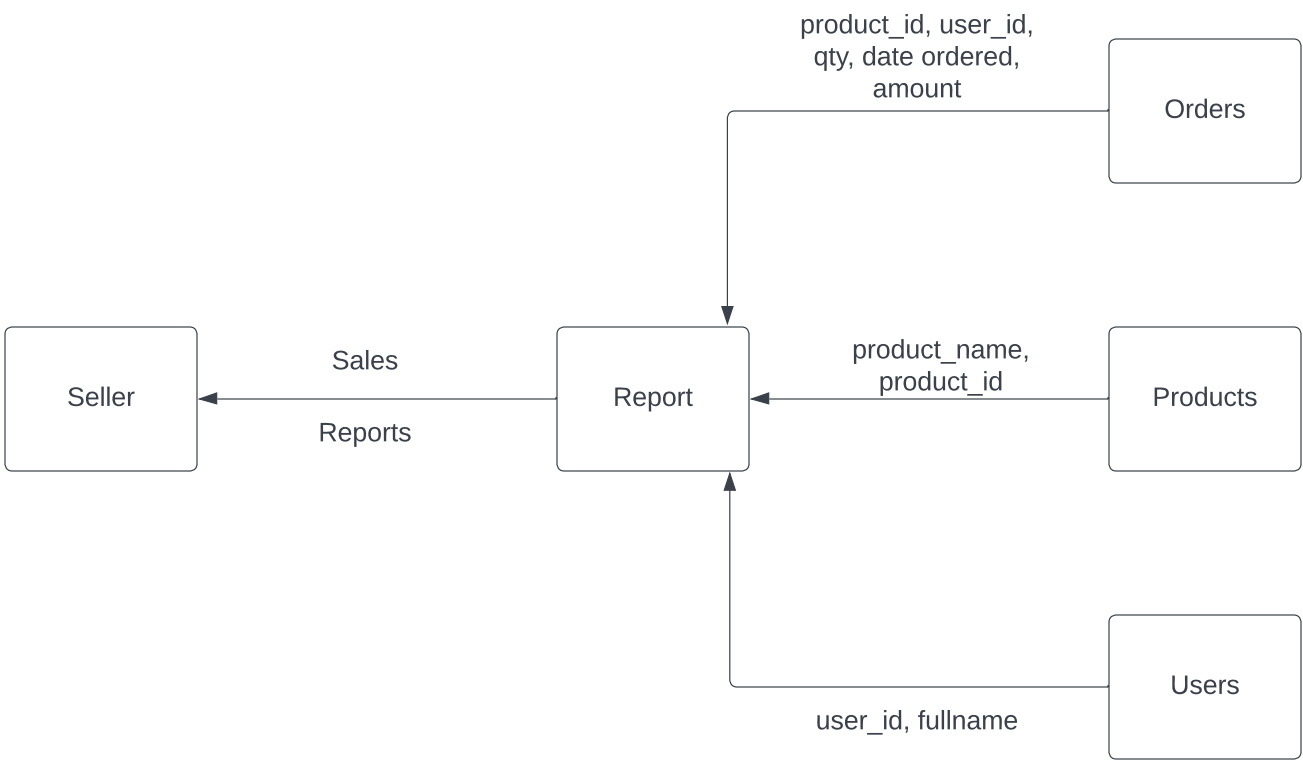 product_id, user_id,
qty, date ordered,
amount
Orders
Sales
Seller
Reports
Report
product_name,
product_id
Products
Users
user_id, fullname